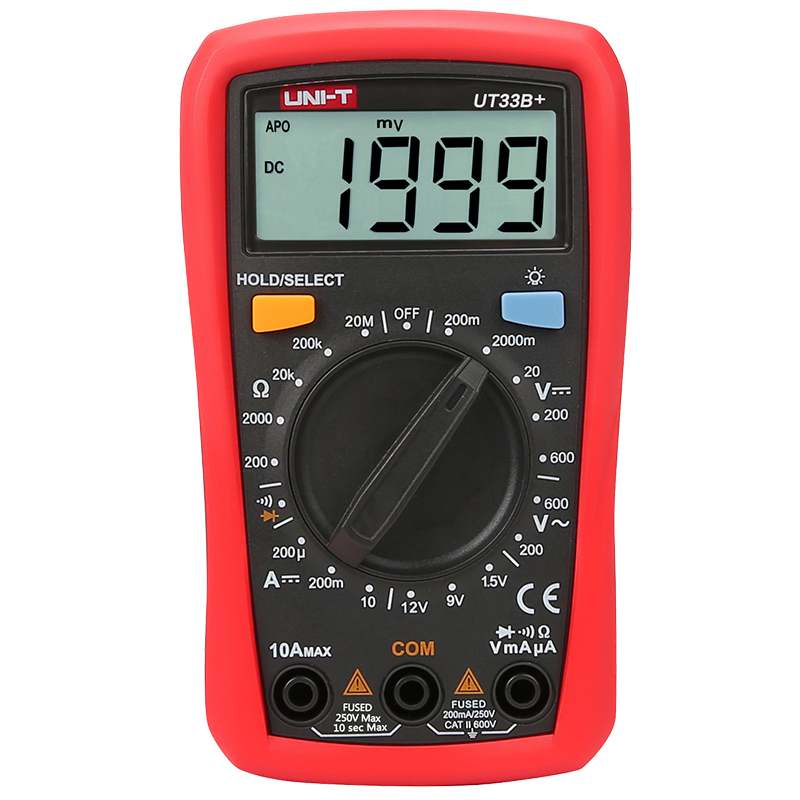 UNI-T
UT33B+
APO
mV
DC
1999
HOLD/SELECT
20M OFF 200m
200k 2000m
20k 20
Ω V⎓
2000 200
200 600
600
V~
200µ 200
A⎓ 200m 1.5V
10 12V 9V
CE
Ω
10AMAX COM VmAµA
FUSED
250V Max
10 sec Max
FUSED
200mA/250V
CAT II 600V